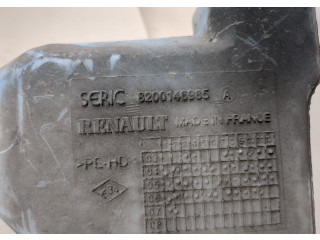 SERIC 8200146985 A
RENAULT MADE IN FRANCE
>PE-HD<